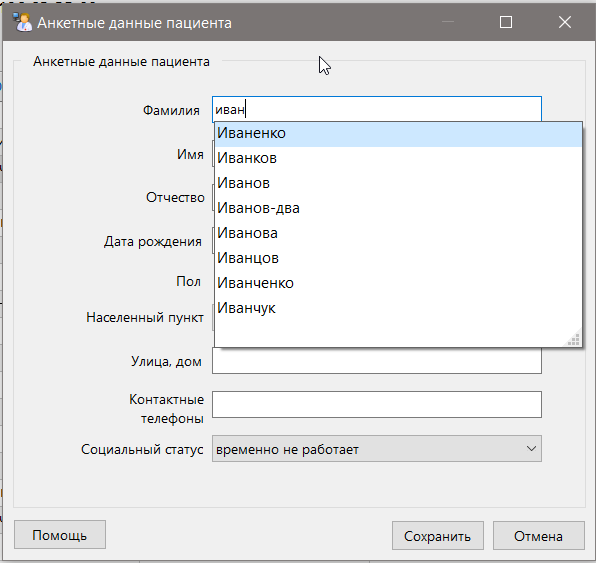 Анкетные данные пациента
Анкетные данные пациента
Фамилия
иван
Иваненко
Иванков
Иванов
Иванов-два
Иванова
Иванцов
Иванченко
Иванчук
Имя
Отчество
Дата рождения
Пол
Населенный пункт
Улица, дом
Контактные
телефоны
Социальный статус
временно не работает
Помощь
Сохранить
Отмена